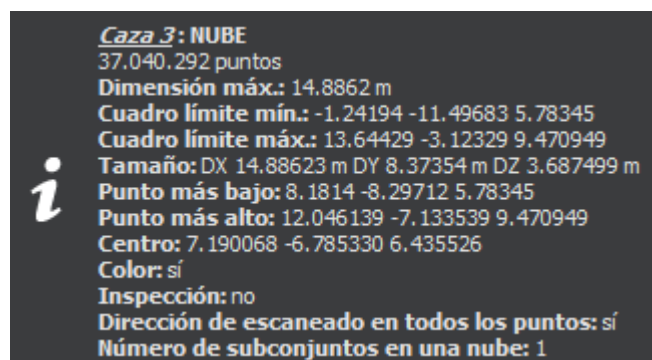 Caza 3 : NUBE
37.040.292 puntos
Dimensión máx.: 14.8862 m
Cuadro límite mín.: -1.24194 -11.49683 5.78345
Cuadro límite máx.: 13.64429 -3.12329 9.470949
Tamaño: DX 14.88623 m DY 8.37354 m DZ 3.687499 m
Punto más bajo: 8.1814 -8.29712 5.78345
Punto más alto: 12.046139 -7.133539 9.470949
Centro: 7.190068 -6.785330 6.435526
Color: sí
Inspección: no
Dirección de escaneado en todos los puntos: sí
Número de subconjuntos en una nube: 1